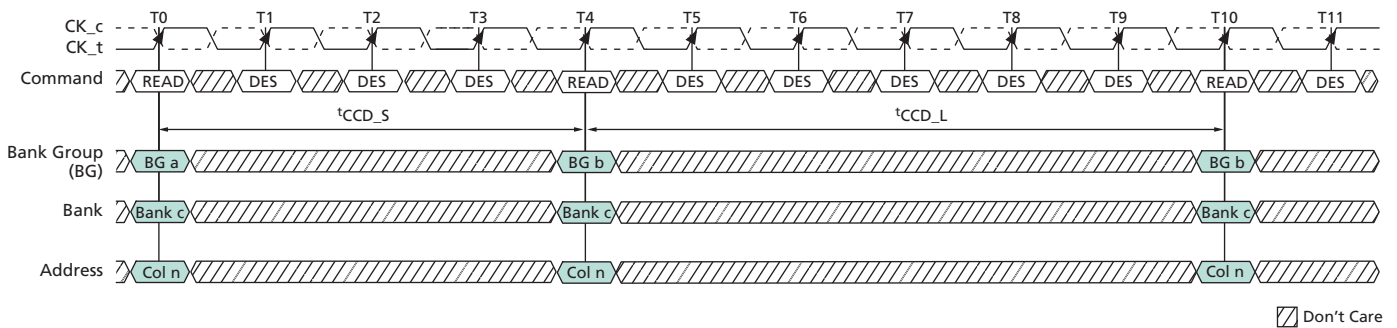 T0 T1 T2 T3 T4 T5 T6 T7 T8 T9 T10 T11
CK_c
CK_t
Command READ DES DES DES READ DES DES DES DES DES READ DES
tCCD_S tCCD_L
Bank Group
(BG)
BG a BG b BG b
Bank Bank c Bank c Bank c
Address Col n Col n Col n
Don't Care